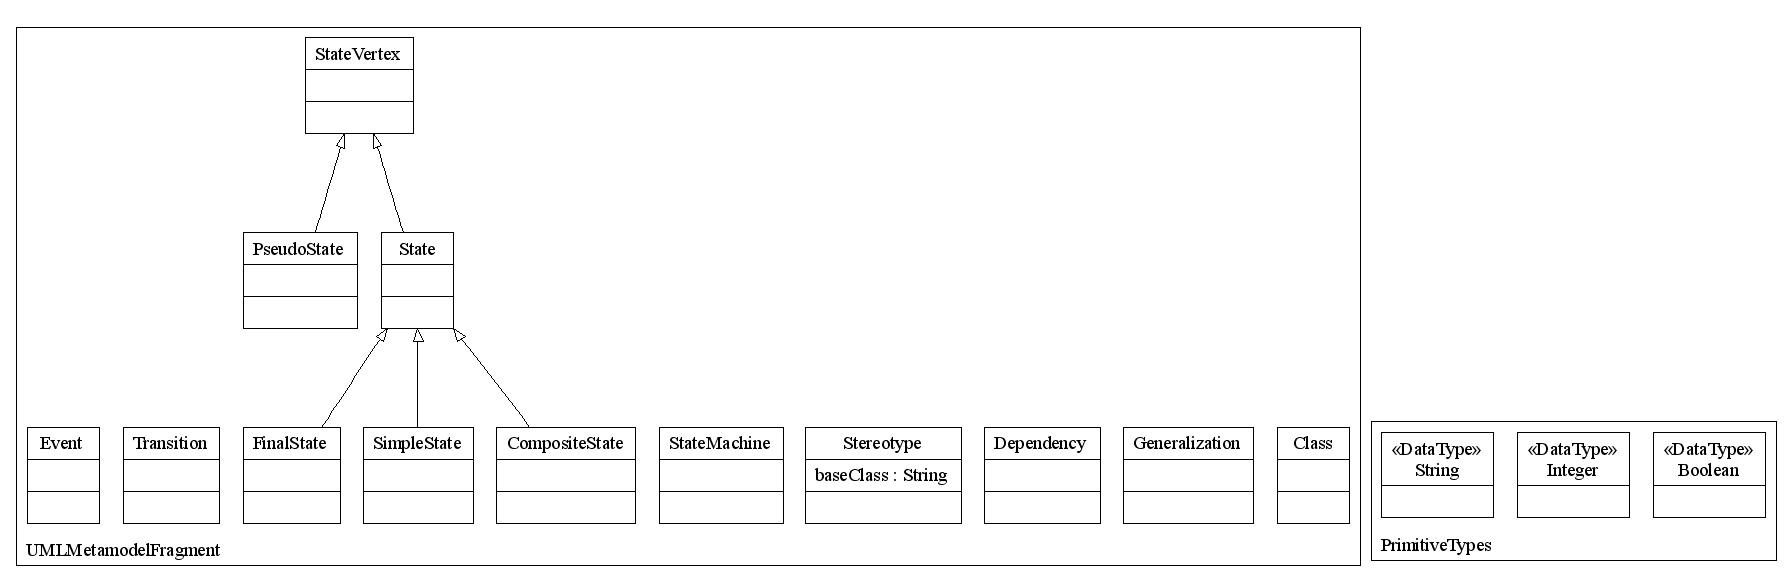 StateVertex
PseudoState
State
Event
Transition
FinalState
SimpleState
CompositeState
StateMachine
Stereotype
baseClass : String
Dependency
Generalization
Class
UMLMetamodelFragment
«DataType»
String
«DataType»
Integer
«DataType»
Boolean
PrimitiveTypes